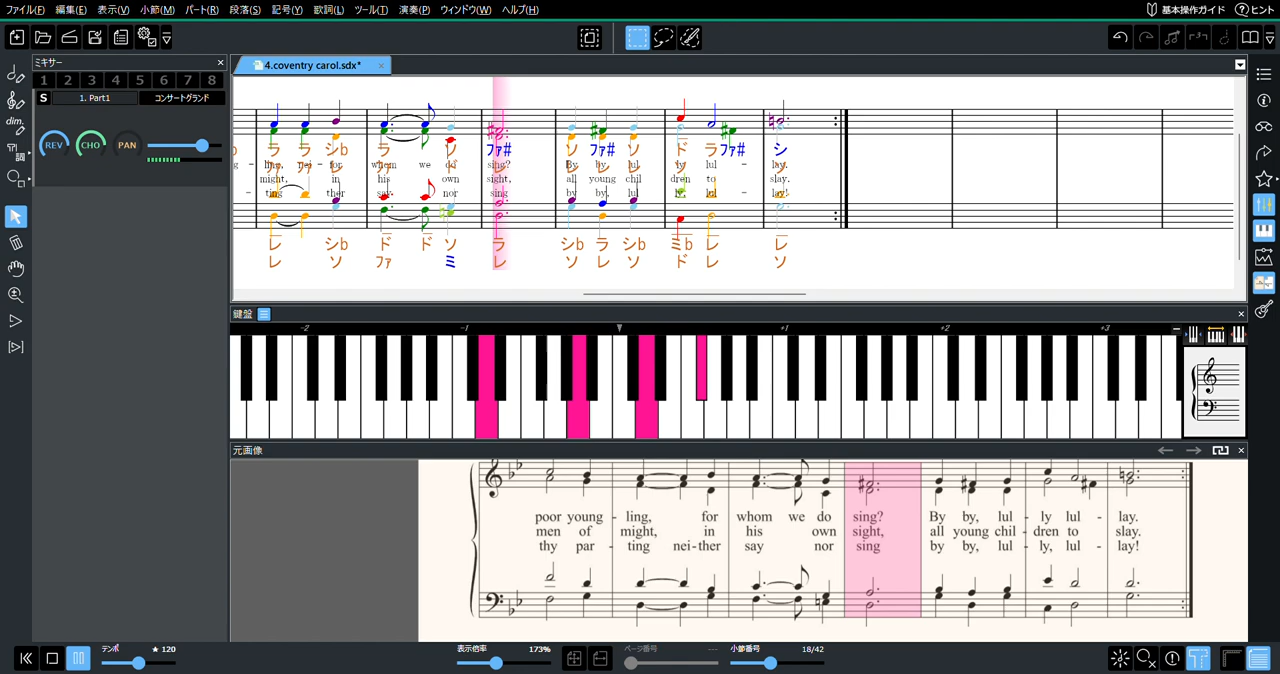 ファイル(F) 編集(E) 表示(V) 小節(M) パート(R) 段落(S) 記号(Y) 歌詞(L) ツール(T) 演奏(P) ウィンドウ(W) ヘルプ(H) 基本操作ガイド ヒント
ミキサー
4.coventry carol.sdx*
1 2 3 4 5 6 7 8
S 1. Part1 コンサートグランド
dim.
REV CHO PAN
調
ラ ラ シb ラ ソ ファ# ソ ファ# ソ ド ラ ファ# シ
whom we sing? By by, lul lul lay.
might, in his own sight, all young chil dren to slay.
ting ther say nor sing by by, lul lul lay!
レ シb ド ド ソ ラ シb ラ シb ミb レ レ
レ ソ ファ ミ レ ソ レ ソ ド レ ソ
鍵盤
-2 -1 +1 +2 +3
元画像
poor young - ling, for whom we do sing? By by, lul - ly lul - lay.
men of might, in his own sight, all young chil - dren to slay.
thy par - ting nei - ther say nor sing by by, lul - ly, lul - lay!
テンポ ★ 120 表示倍率 173% ページ番号 --- 小節番号 18/42